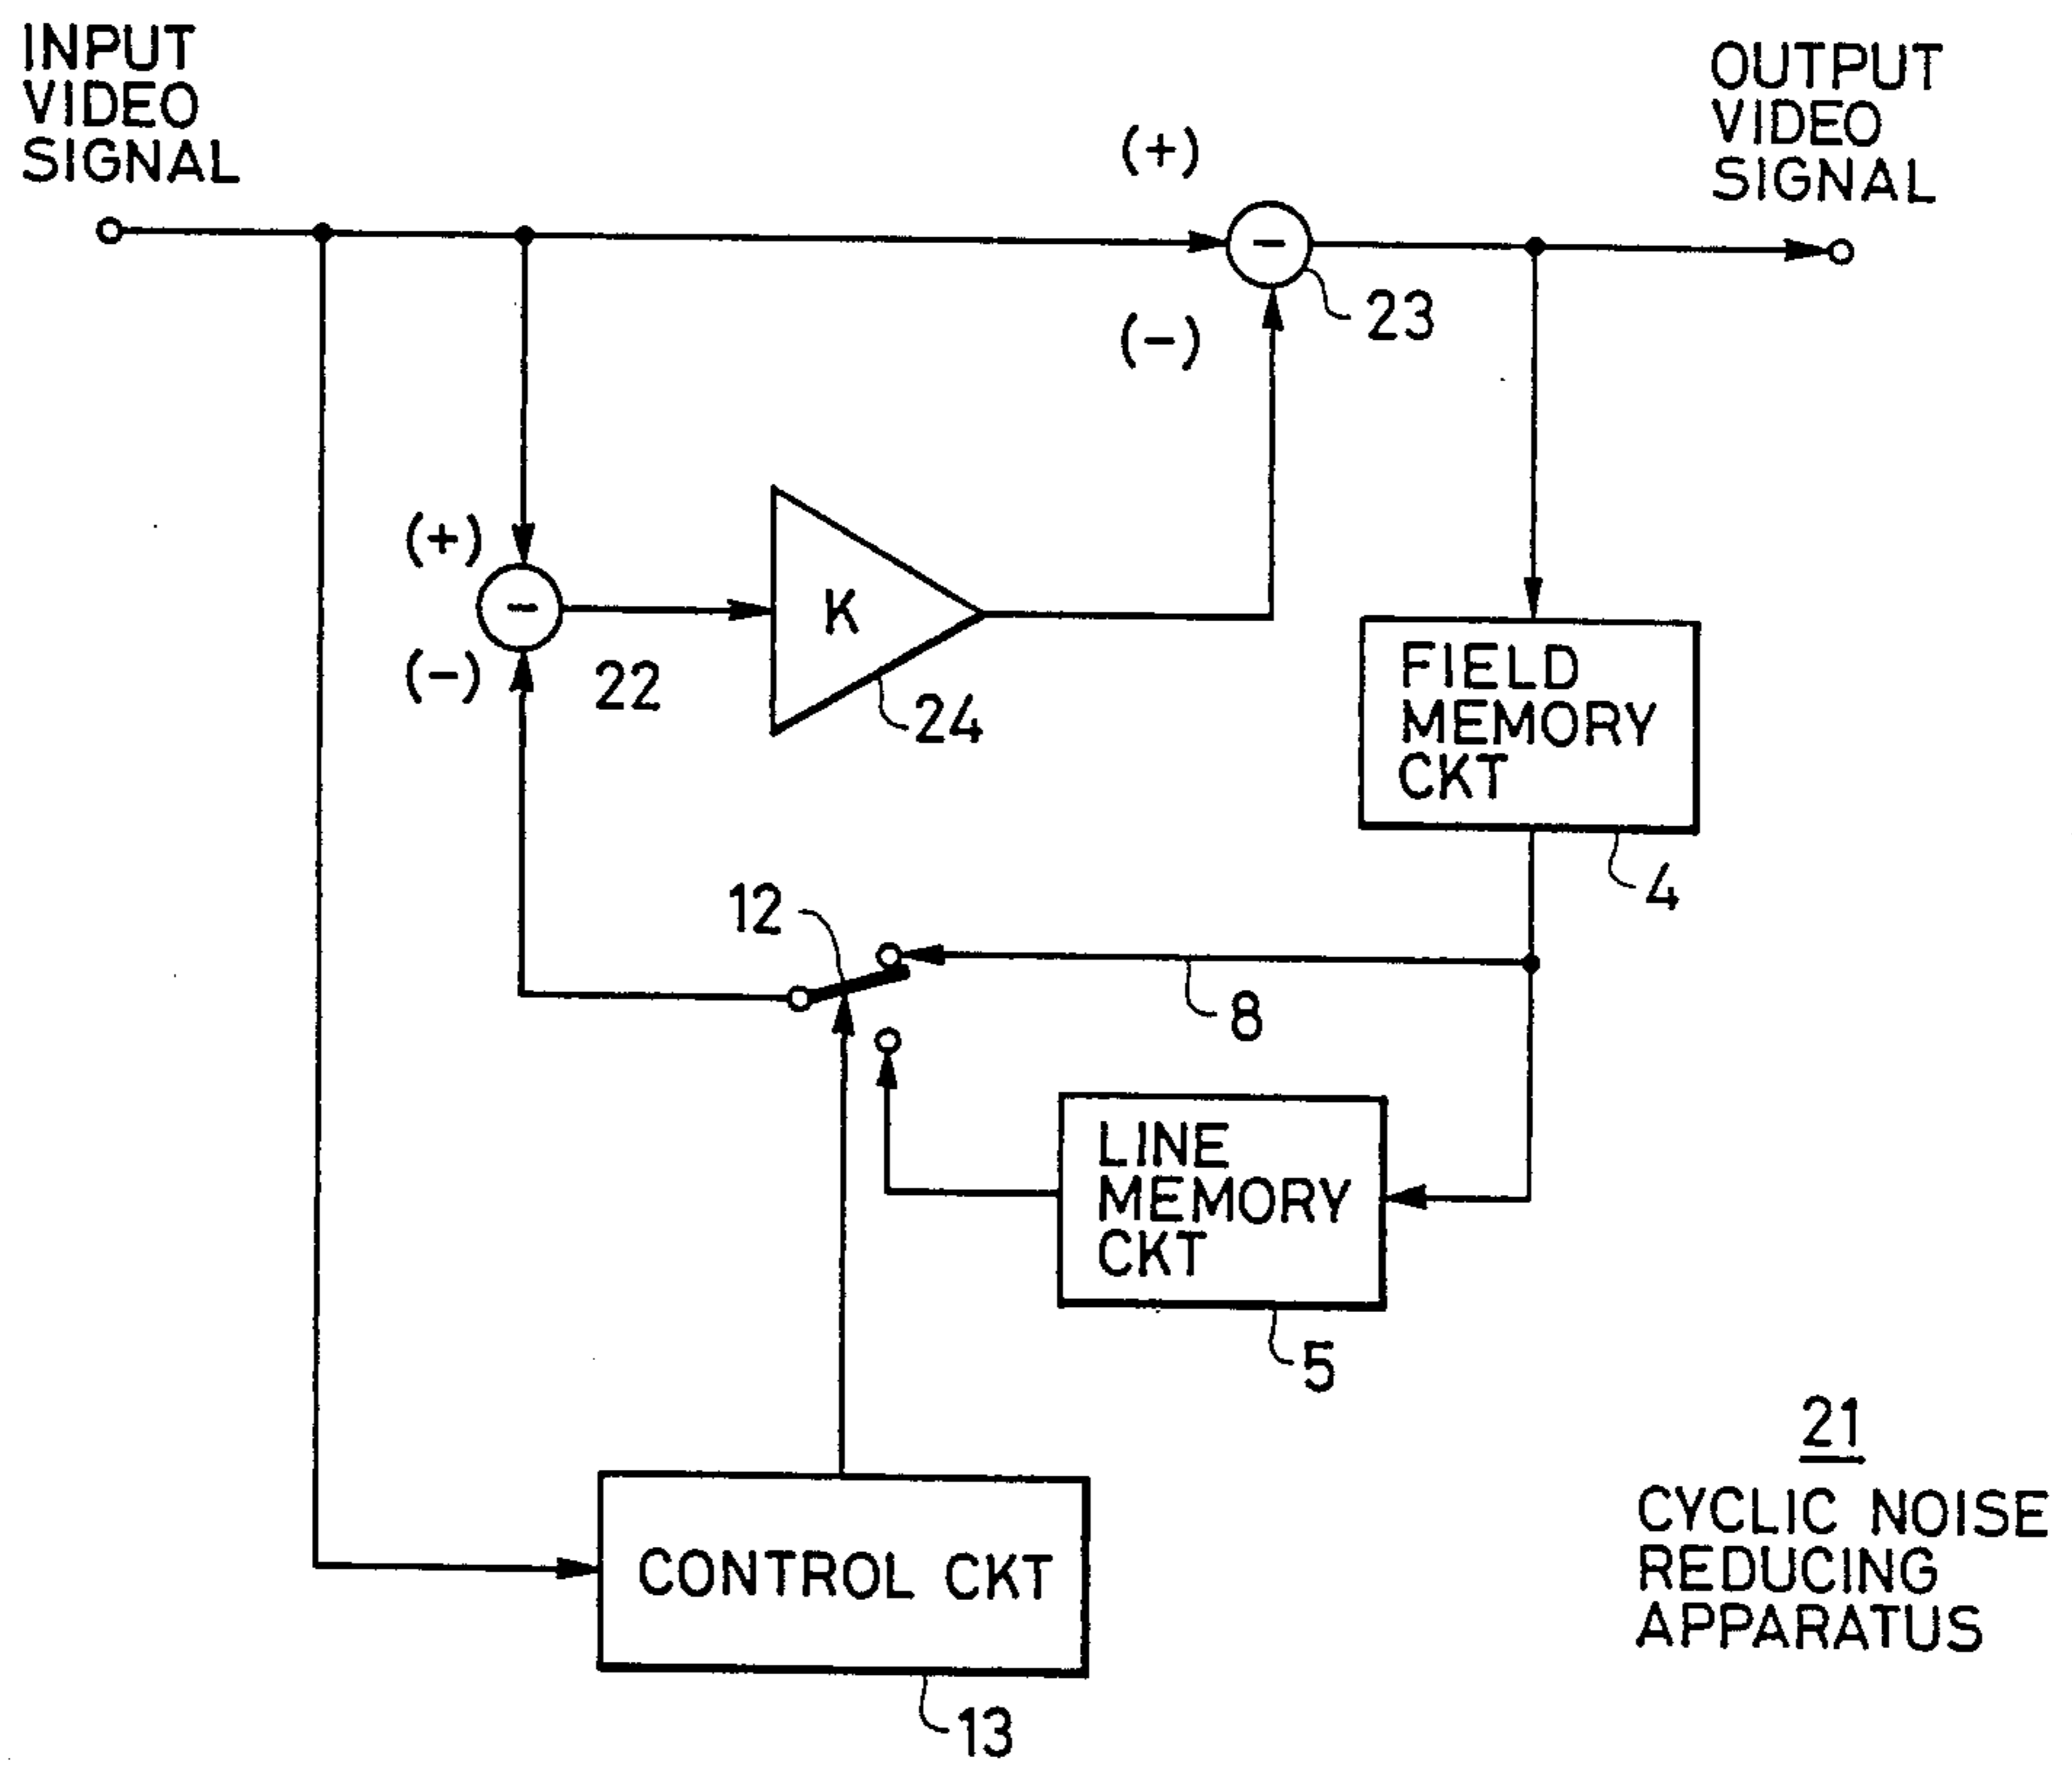 INPUT
VIDEO
SIGNAL
OUTPUT
VIDEO
SIGNAL
(+)
-
23
(-)
(+)
-
(-)
22
K
24
FIELD
MEMORY
CKT
4
12
8
LINE
MEMORY
CKT
5
CONTROL CKT
13
21
CYCLIC NOISE
REDUCING
APPARATUS